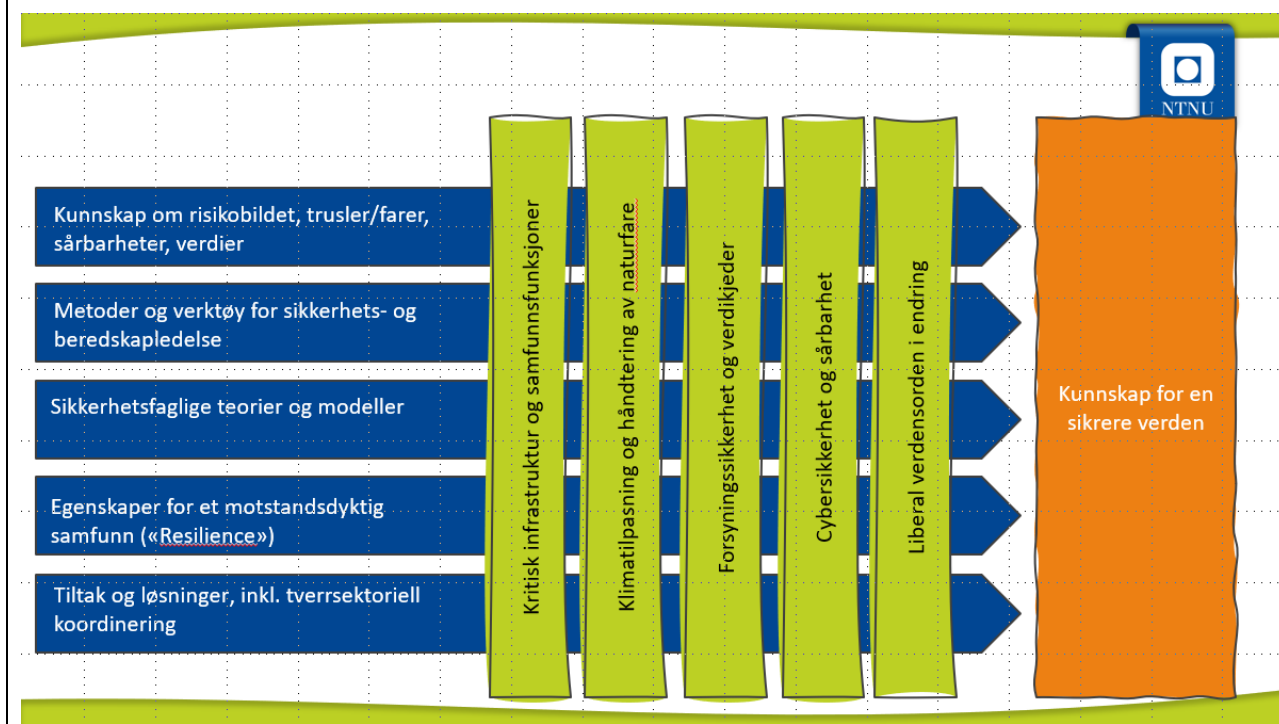 NTNU
Kunnskap om risikobildet, trusler/farer,
sårbarheter, verdier
Metoder og verktøy for sikkerhets- og
beredskapledelse
Sikkerhetsfaglige teorier og modeller
Egenskaper for et motstandsdyktig
samfunn («Resilience»)
Tiltak og løsninger, inkl. tverrsektoriell
koordinering
Kritisk infrastruktur og samfunnsfunksjoner
Klimatilpasning og håndtering av naturfare
Forsyningssikkerhet og verdikjeder
Cybersikkerhet og sårbarhet
Liberal verdensorden i endring
Kunnskap for en
sikrere verden